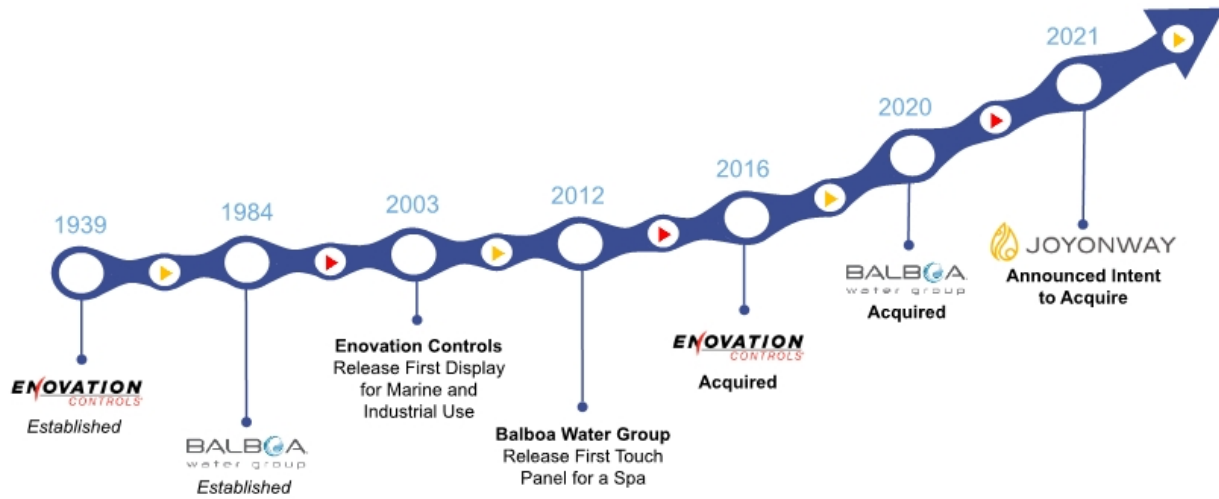 1939
ENOVATION
CONTROLS
Established
1984
BALBOA
water group
Established
2003
Enovation Controls
Release First Display
for Marine and
Industrial Use
2012
Balboa Water Group
Release First Touch
Panel for a Spa
2016
ENOVATION
CONTROLS
Acquired
2020
BALBOA
water group
Acquired
2021
JOYONWAY
Announced Intent
to Acquire